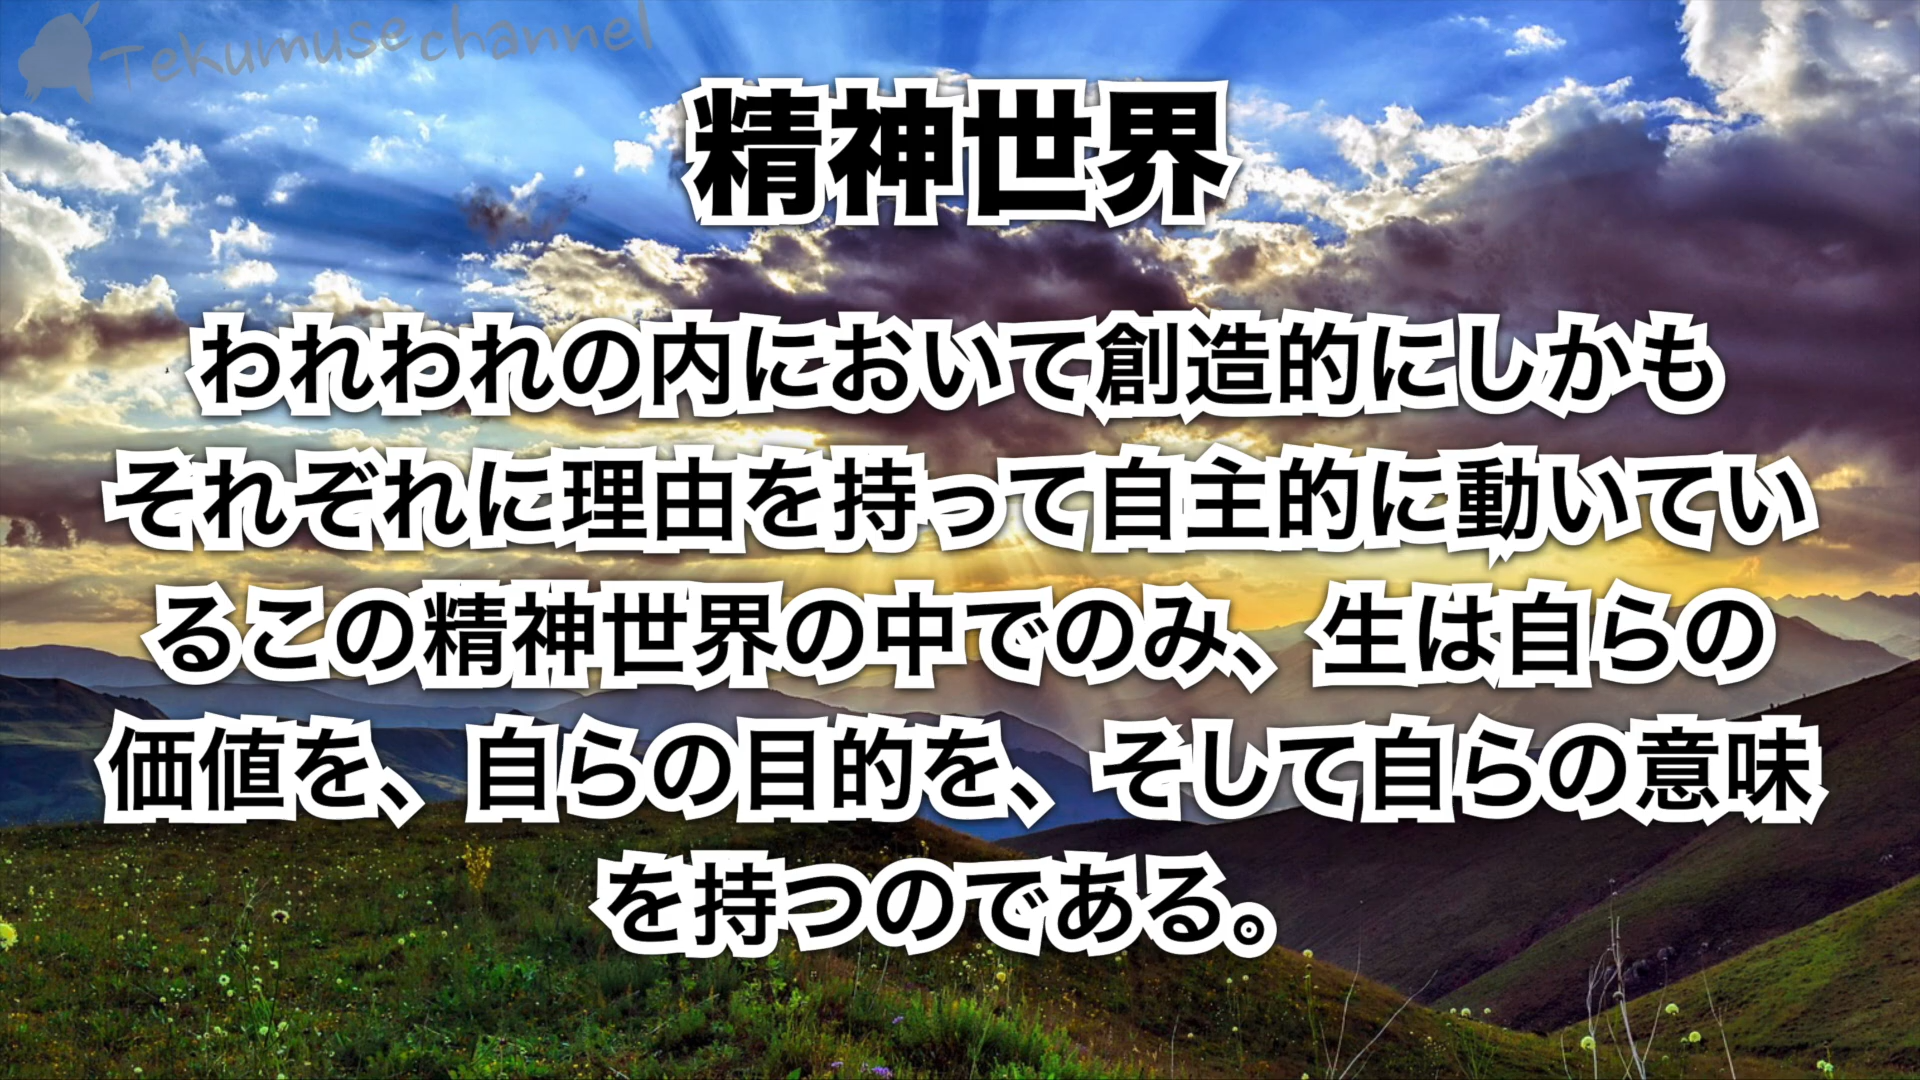 Tekumuse channel
精神世界
われわれの内において創造的にしかも
それぞれに理由を持って自主的に動いてい
るこの精神世界の中でのみ、生は自らの
価値を、自らの目的を、そして自らの意味
を持つのである。